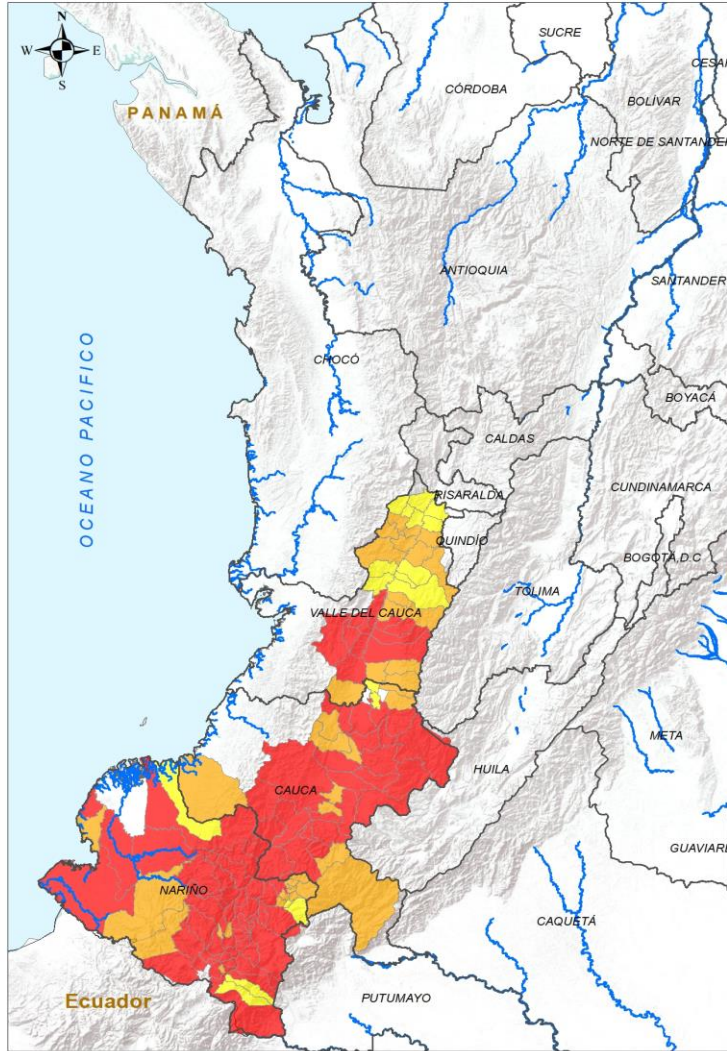 SUCRE
N
CÓRDOBA
W
E
BOLÍVAR
S
PANAMÁ
NORTE DE SANTANDER
ANTIOQUIA
SANTANDER
OCEANO PACIFICO
CHOCÓ
BOYACÁ
CALDAS
CUNDINAMARCA
RISARALDA
QUINDÍO
BOGOTÁ, D.C
TOLIMA
VALLE DEL CAUCA
META
HUILA
CAUCA
GUAVIARE
NARIÑO
CAQUETÁ
Ecuador
PUTUMAYO